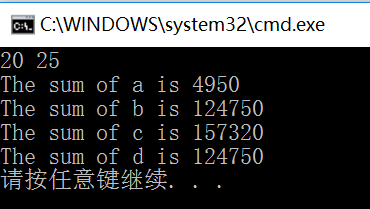 C:\WINDOWS\system32\cmd.exe
20 25
The sum of a is 4950
The sum of b is 124750
The sum of c is 157320
The sum of d is 124750
请按任意键继续. . .